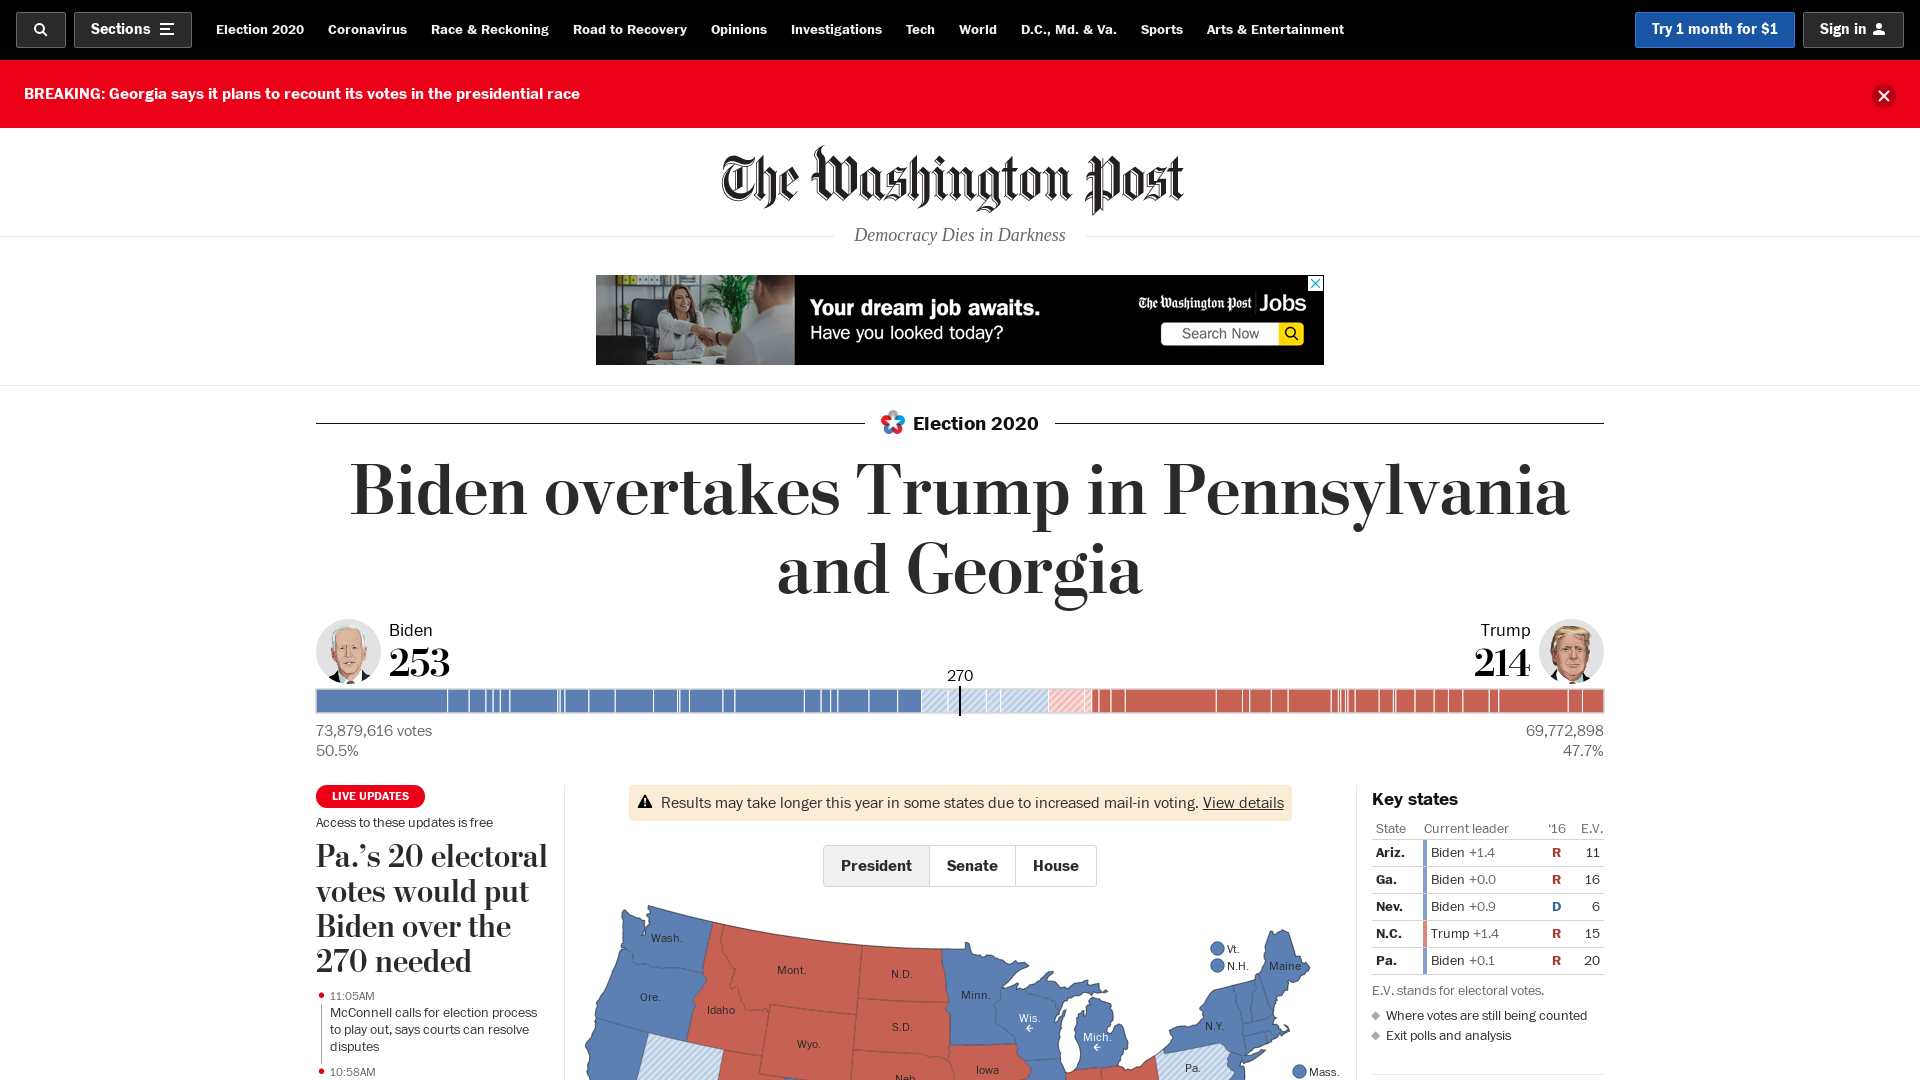 Sections
Election 2020
Coronavirus
Race & Reckoning
Road to Recovery
Opinions
Investigations
Tech
World
D.C., Md. & Va.
Sports
Arts & Entertainment
Try 1 month for $1
Sign in
BREAKING: Georgia says it plans to recount its votes in the presidential race
The Washington Post
Democracy Dies in Darkness
Your dream job awaits.
Have you looked today?
The Washington Post Jobs
Search Now
Election 2020
Biden overtakes Trump in Pennsylvania
and Georgia
Biden
253
270
Trump
214
73,879,616 votes
50.5%
69,772,898
47.7%
LIVE UPDATES
Access to these updates is free
Pa.’s 20 electoral
votes would put
Biden over the
270 needed
11:05AM
McConnell calls for election process
to play out, says courts can resolve
disputes
10:58AM
Results may take longer this year in some states due to increased mail-in voting. View details
President
Senate
House
Wash.
Mont.
N.D.
Minn.
Vt.
N.H.
Maine
Ore.
Idaho
S.D.
Wis.
Mich.
N.Y.
Wyo.
Iowa
Neb.
Pa.
Mass.
Key states
State Current leader ‘16 E.V.
Ariz. Biden +1.4 R 11
Ga. Biden +0.0 R 16
Nev. Biden +0.9 D 6
N.C. Trump +1.4 R 15
Pa. Biden +0.1 R 20
E.V. stands for electoral votes.
Where votes are still being counted
Exit polls and analysis